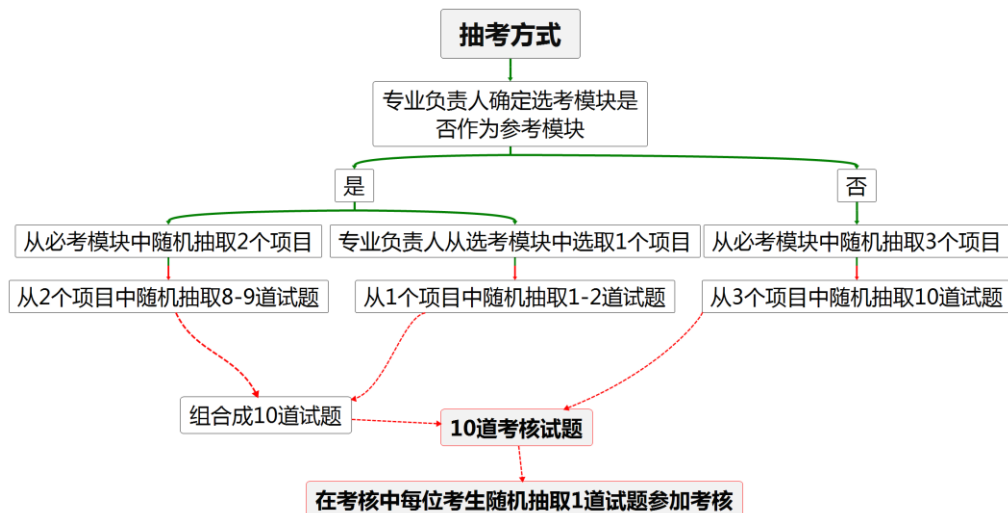 抽考方式
专业负责人确定选考模块是
否作为参考模块
是
否
从必考模块中随机抽取2个项目
专业负责人从选考模块中选取1个项目
从必考模块中随机抽取3个项目
从2个项目中随机抽取8-9道试题
从1个项目中随机抽取1-2道试题
从3个项目中随机抽取10道试题
组合成10道试题
10道考核试题
在考核中每位考生随机抽取1道试题参加考核